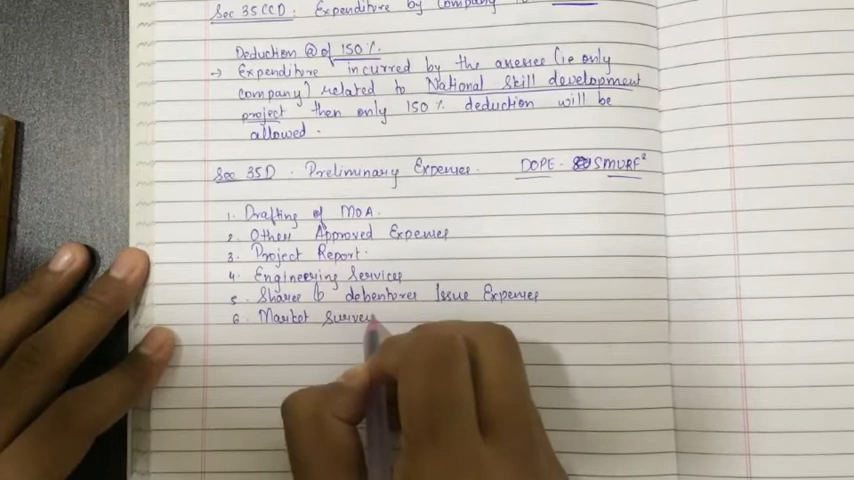 Sec 35CCD: Expenditure by Company
Deduction @ of 150%.
→ Expenditure incurred by the assesee (ie only
company) related to National Skill development
project then only 150% deduction will be
allowed.
Sec 35D. Preliminary Expenses. DOPE- SMURF²
1. Drafting of MOA.
2. Other Approved Expenses
3. Project Report.
4. Engineering Services
5. Shares & debentures Issue Expenses
6. Market Survey